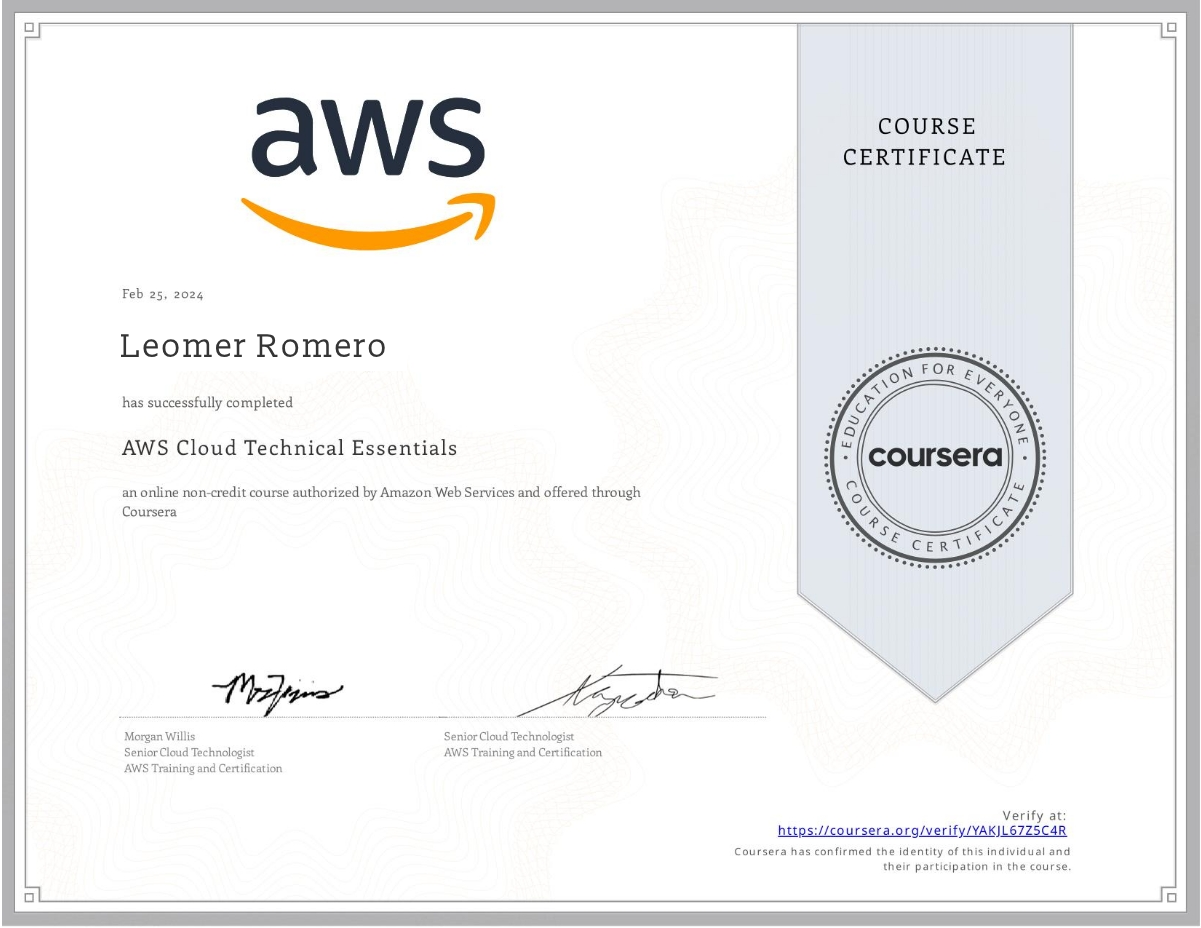 aws
COURSE
CERTIFICATE
Feb 25, 2024
Leomer Romero
has successfully completed
AWS Cloud Technical Essentials
an online non-credit course authorized by Amazon Web Services and offered through
Coursera
EDUCATION FOR EVERYONE
coursera
COURSE CERTIFICATE
Morgan Willis
Senior Cloud Technologist
AWS Training and Certification
Senior Cloud Technologist
AWS Training and Certification
Verify at:
https://coursera.org/verify/YAKJL67Z5C4R
Coursera has confirmed the identity of this individual and
their participation in the course.